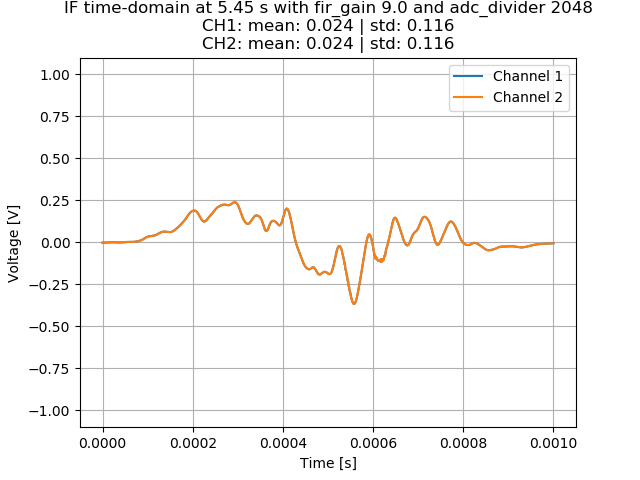 IF time-domain at 5.45 s with fir_gain 9.0 and adc_divider 2048
CH1: mean: 0.024 | std: 0.116
CH2: mean: 0.024 | std: 0.116
Channel 1
Channel 2
1.00
0.75
0.50
0.25
0.00
−0.25
−0.50
−0.75
−1.00
Voltage [V]
0.0000 0.0002 0.0004 0.0006 0.0008 0.0010
Time [s]